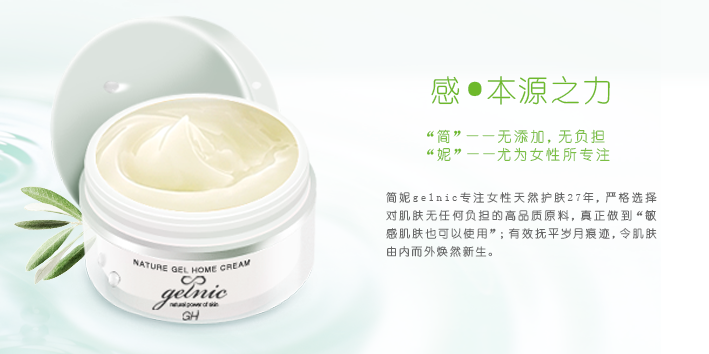 感•本源之力
“简”——无添加，无负担
“妮”——尤为女性所专注
简妮gelnic专注女性天然护肤27年，严格选择
对肌肤无任何负担的高品质原料，真正做到“敏
感肌肤也可以使用”；有效抚平岁月痕迹，令肌肤
由内而外焕然新生。
NATURE GEL HOME CREAM
gelnic
natural power of skin
GH